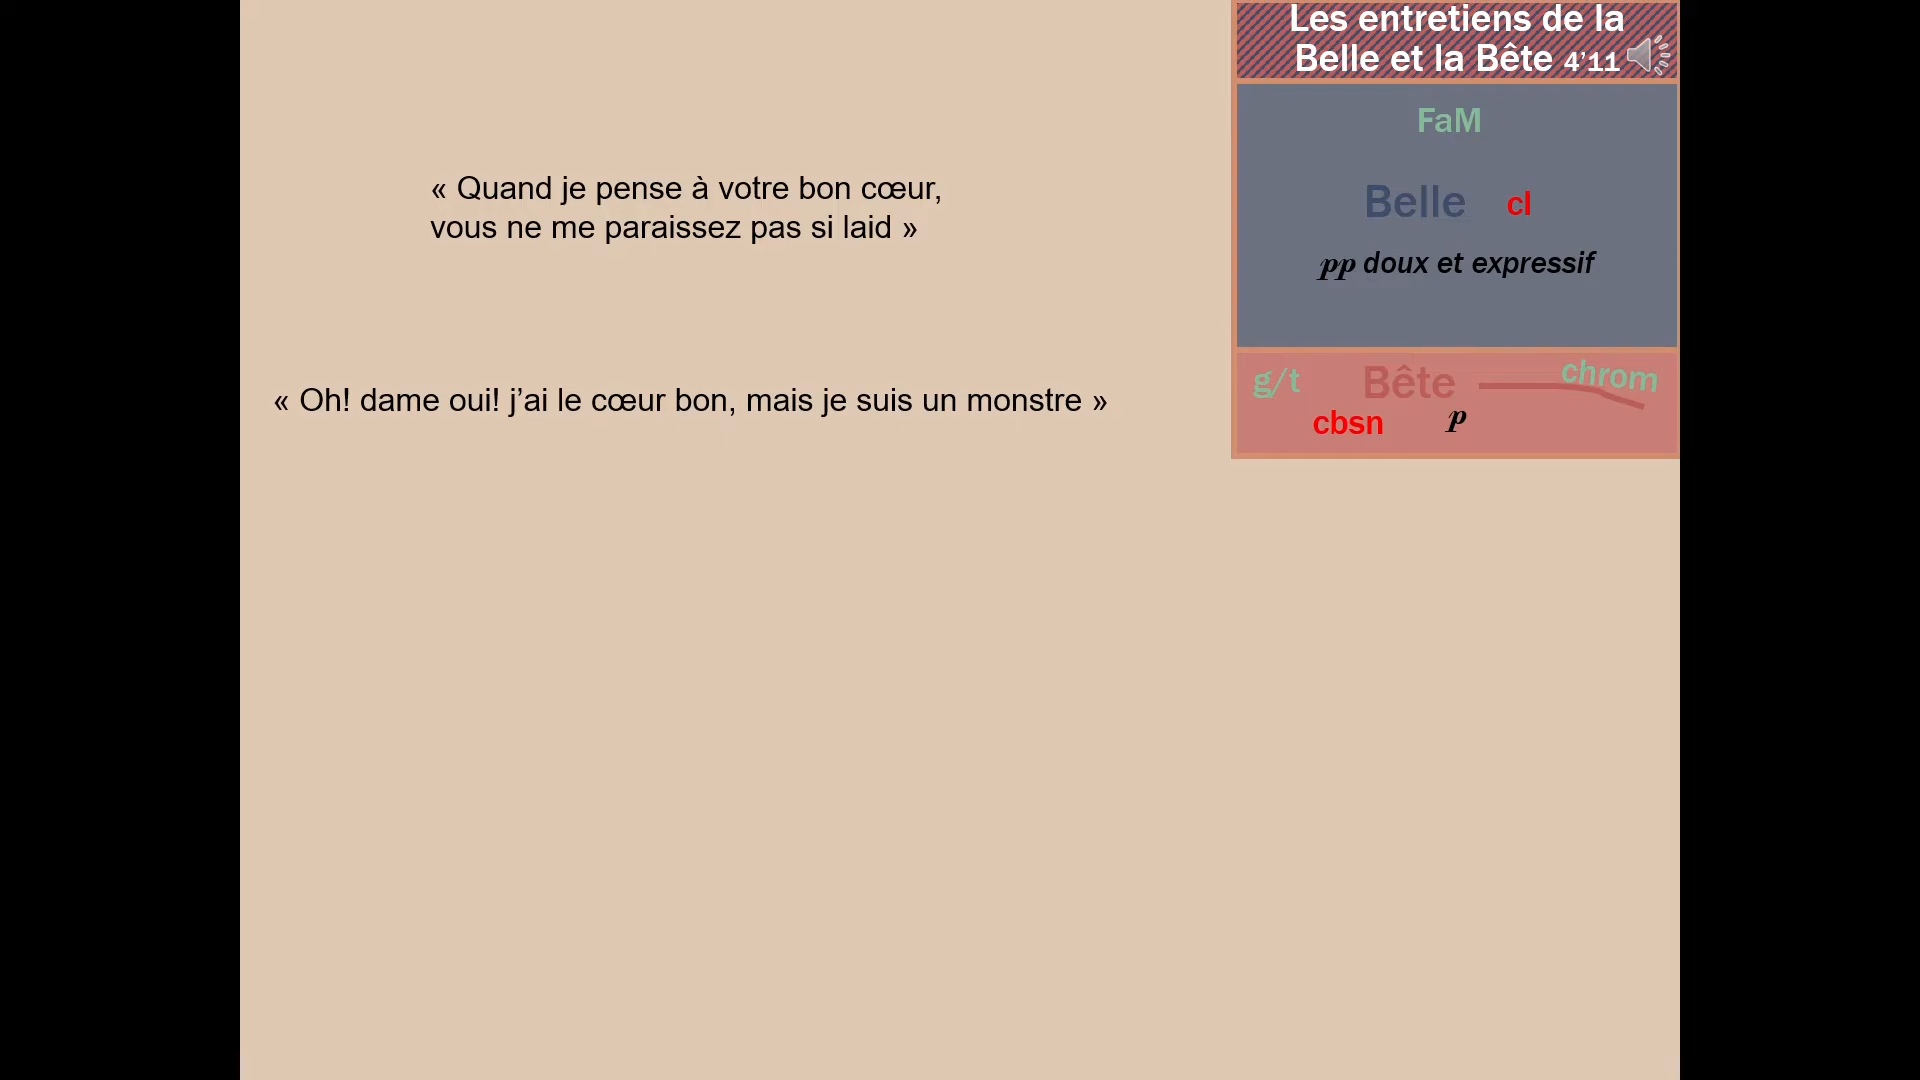 Les entretiens de la
Belle et la Bête 4’11
FaM
« Quand je pense à votre bon cœur,
vous ne me paraissez pas si laid »
Belle cl
pp doux et expressif
« Oh! dame oui! j’ai le cœur bon, mais je suis un monstre »
g/t Bête chrom
cbsn p